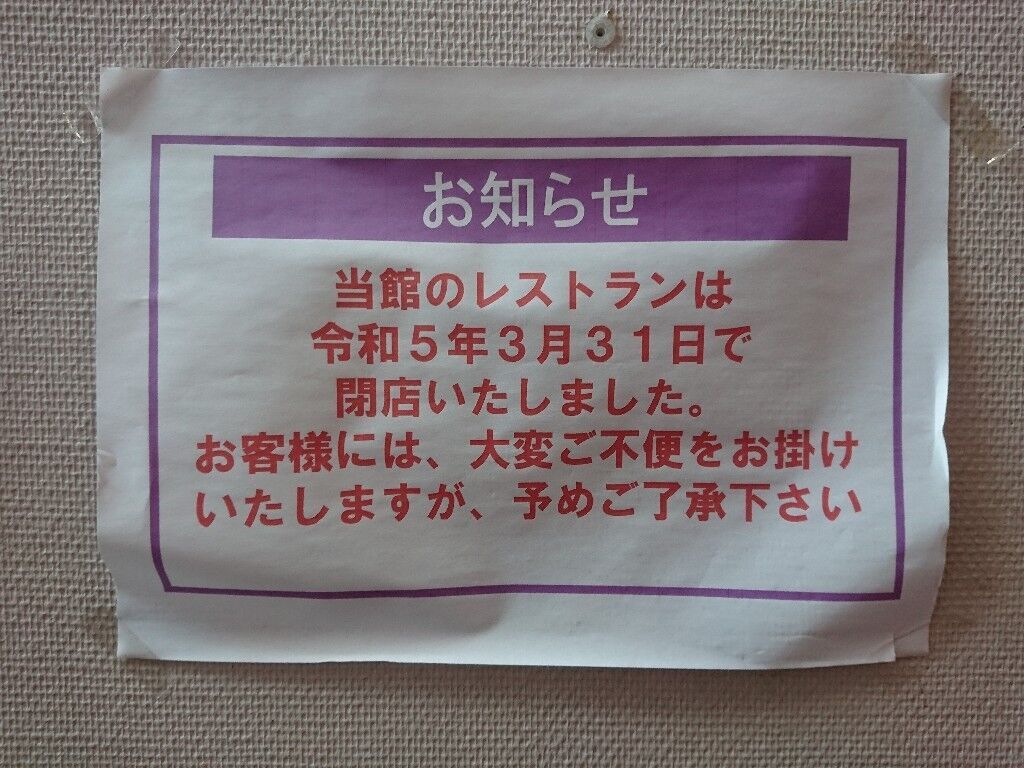 お知らせ
当館のレストランは
令和５年３月３１日で
閉店いたしました。
お客様には、大変ご不便をお掛け
いたしますが、予めご了承下さい